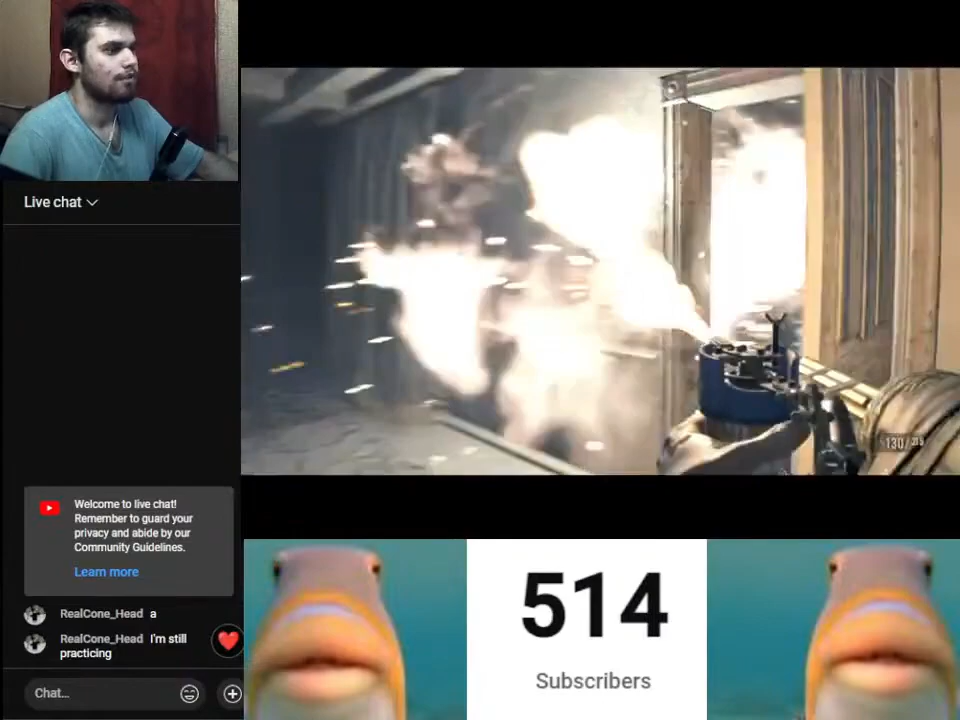 Live chat
Welcome to live chat!
Remember to guard your
privacy and abide by our
Community Guidelines.
Learn more
RealCone_Head a
RealCone_Head I'm still
practicing
Chat...
130/
514
Subscribers